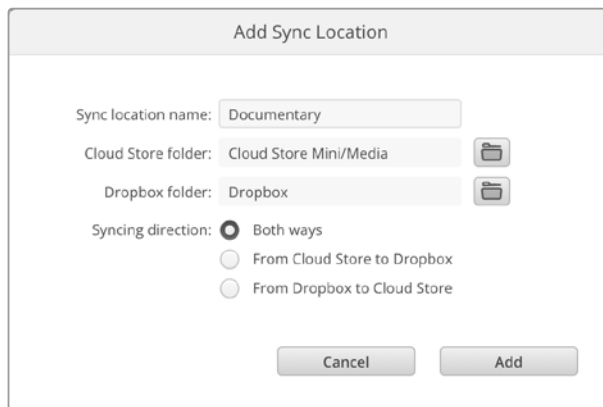 Add Sync Location
Sync location name: Documentary
Cloud Store folder: Cloud Store Mini/Media
Dropbox folder: Dropbox
Syncing direction: Both ways
From Cloud Store to Dropbox
From Dropbox to Cloud Store
Cancel Add